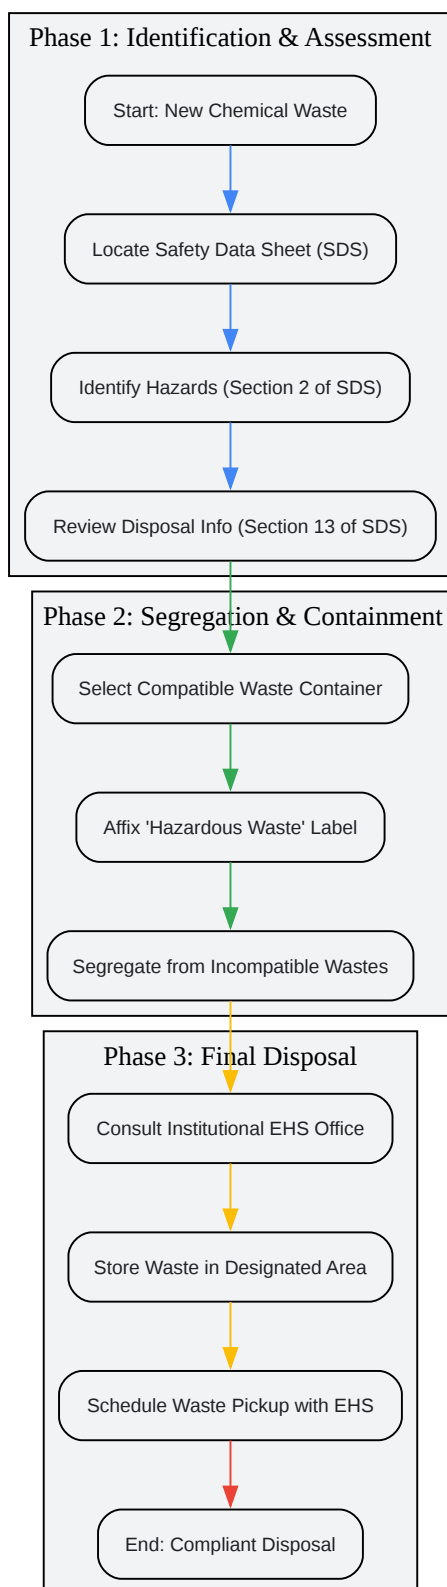 Phase 1: Identification & Assessment
Start: New Chemical Waste
Locate Safety Data Sheet (SDS)
Identify Hazards (Section 2 of SDS)
Review Disposal Info (Section 13 of SDS)
Phase 2: Segregation & Containment
Select Compatible Waste Container
Affix 'Hazardous Waste' Label
Segregate from Incompatible Wastes
Phase 3: Final Disposal
Consult Institutional EHS Office
Store Waste in Designated Area
Schedule Waste Pickup with EHS
End: Compliant Disposal